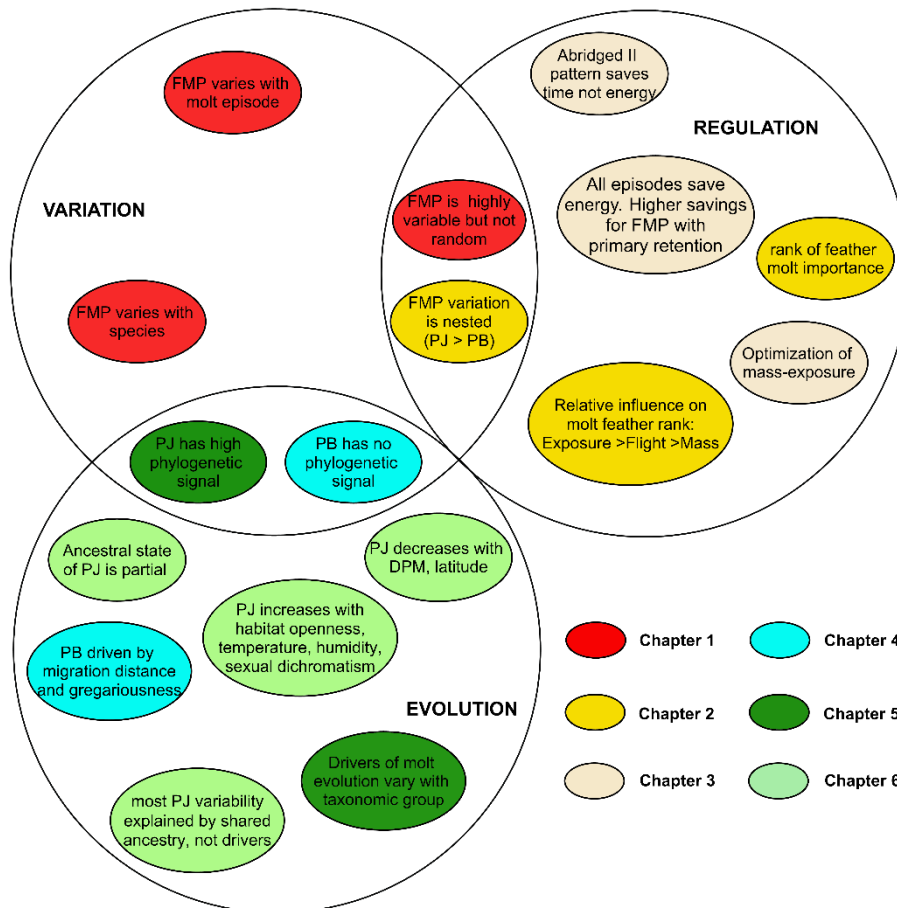 FMP varies with
molt episode
VARIATION
FMP varies with
species
FMP is highly
variable but not
random
FMP variation
is nested
(PJ > PB)
Abridged II
pattern saves
time not energy
REGULATION
All episodes save
energy. Higher savings
for FMP with
primary retention
rank of feather
molt importance
Optimization of
mass-exposure
Relative influence on
molt feather rank:
Exposure >Flight >Mass
PJ has high
phylogenetic
signal
PB has no
phylogenetic
signal
Ancestral state
of PJ is partial
PJ decreases with
DPM, latitude
PJ increases with
habitat openness,
temperature, humidity,
sexual dichromatism
PB driven by
migration distance
and gregariousness
EVOLUTION
Drivers of molt
evolution vary with
taxonomic group
most PJ variability
explained by shared
ancestry, not drivers
Chapter 1
Chapter 2
Chapter 3
Chapter 4
Chapter 5
Chapter 6